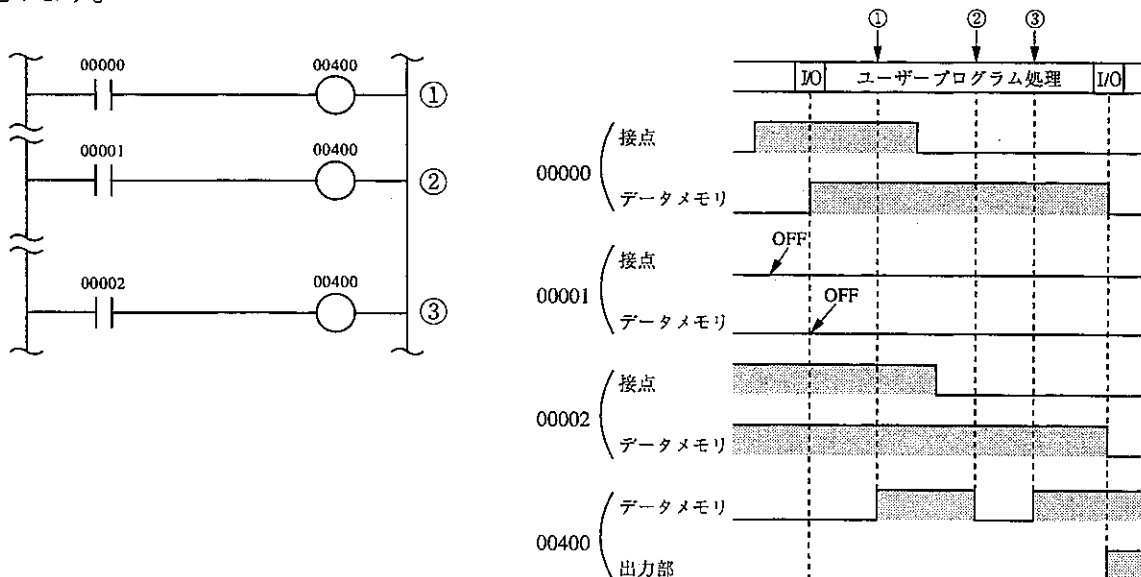 00000 00400 ①
00001 00400 ②
00002 00400 ③
① ② ③
I/O ユーザープログラム処理 I/O
00000
接点
データメモリ
00001
接点
OFF
データメモリ
OFF
00002
接点
データメモリ
00400
データメモリ
出力部